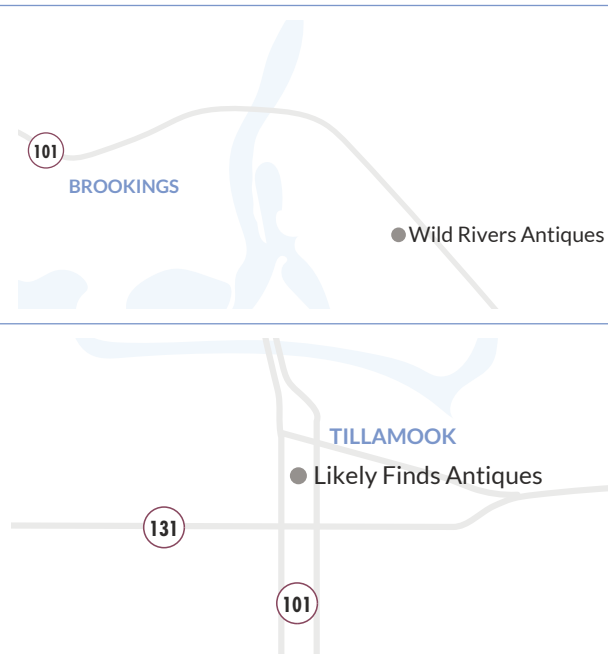 101
BROOKINGS
Wild Rivers Antiques
TILLAMOOK
Likely Finds Antiques
131
101